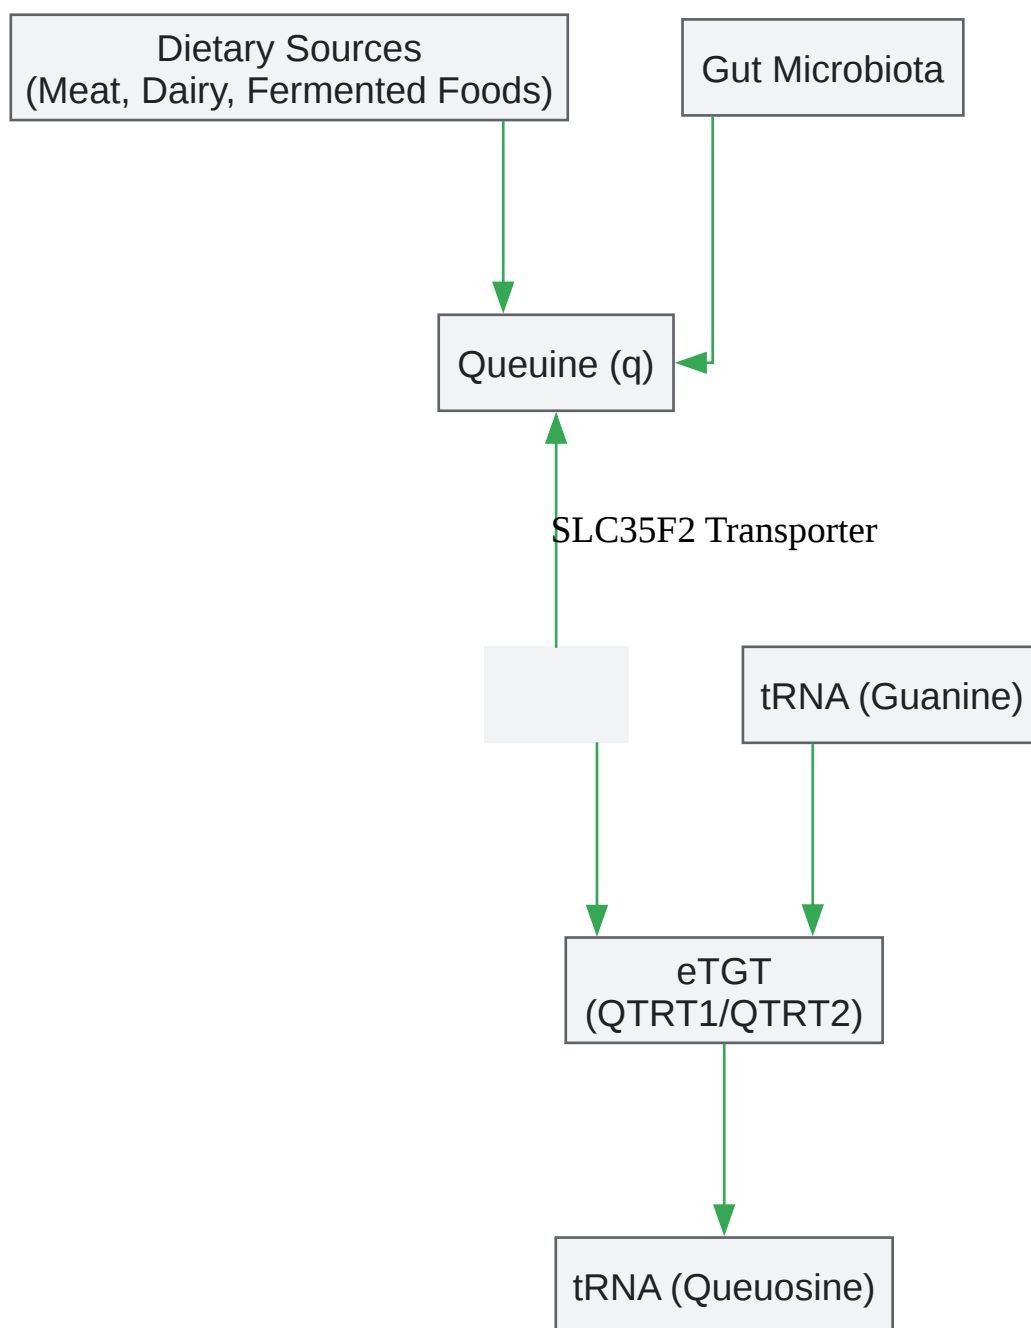 Dietary Sources
(Meat, Dairy, Fermented Foods)
Gut Microbiota
Queuine (q)
SLC35F2 Transporter
tRNA (Guanine)
eTGT
(QTRT1/QTRT2)
tRNA (Queuosine)